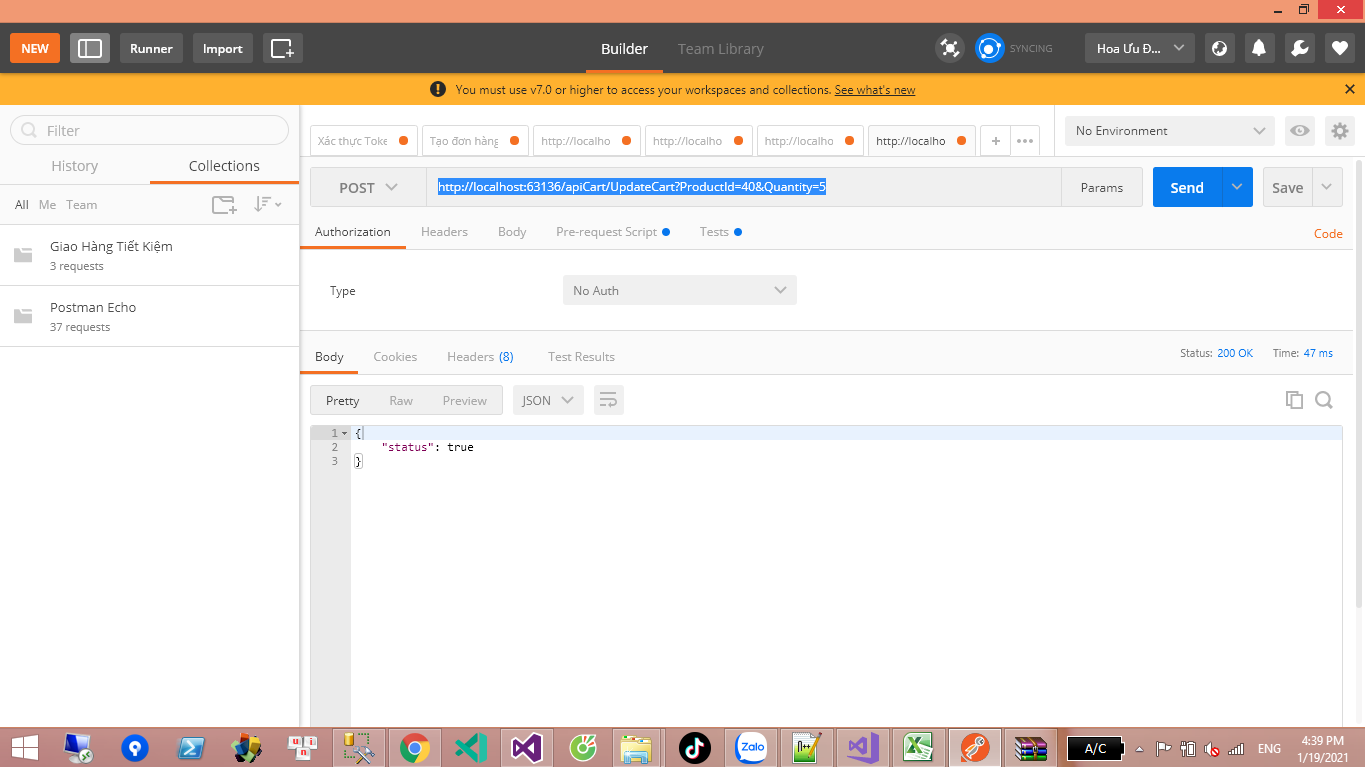 NEW
Runner
Import
Builder
Team Library
SYNCING
Hoa Ưu Đ...
You must use v7.0 or higher to access your workspaces and collections. See what's new
Filter
History
Collections
All
Me
Team
Giao Hàng Tiết Kiệm
3 requests
Postman Echo
37 requests
Xác thực Toke
Tạo đơn hàng
http://localho
http://localho
http://localho
http://localho
No Environment
POST
http://localhost:63136/apiCart/UpdateCart?ProductId=40&Quantity=5
Params
Send
Save
Authorization
Headers
Body
Pre-request Script
Tests
Code
Type
No Auth
Body
Cookies
Headers (8)
Test Results
Status: 200 OK
Time: 47 ms
Pretty
Raw
Preview
JSON
1 {
2 "status": true
3 }
uni
Zalo
A/C
ENG
4:39 PM
1/19/2021